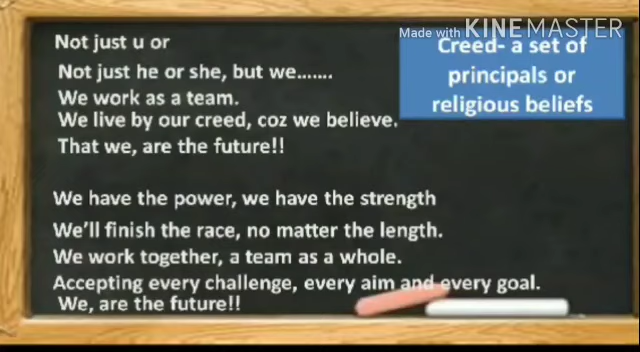 Made with KINEMASTER
Not just u or
Not just he or she, but we.......
We work as a team.
We live by our creed, coz we believe.
That we, are the future!!
Creed- a set of
principals or
religious beliefs
We have the power, we have the strength
We'll finish the race, no matter the length.
We work together, a team as a whole.
Accepting every challenge, every aim and every goal.
We, are the future!!